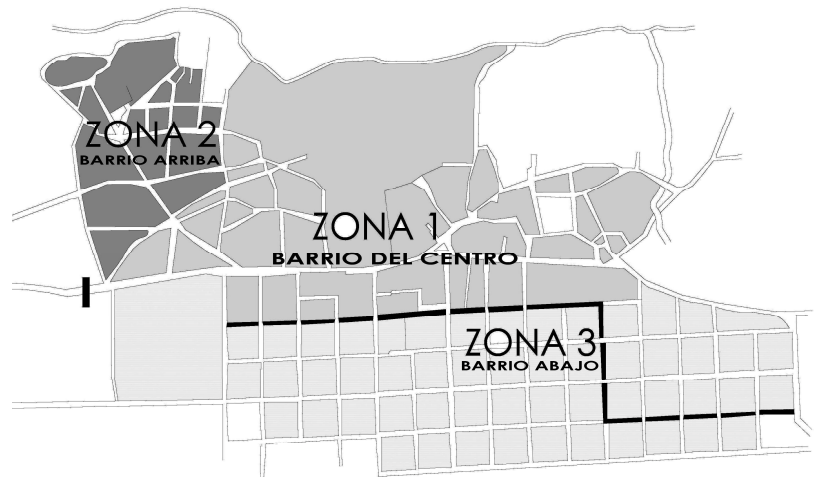 ZONA 2
BARRIO ARRIBA
ZONA 1
BARRIO DEL CENTRO
ZONA 3
BARRIO ABAJO